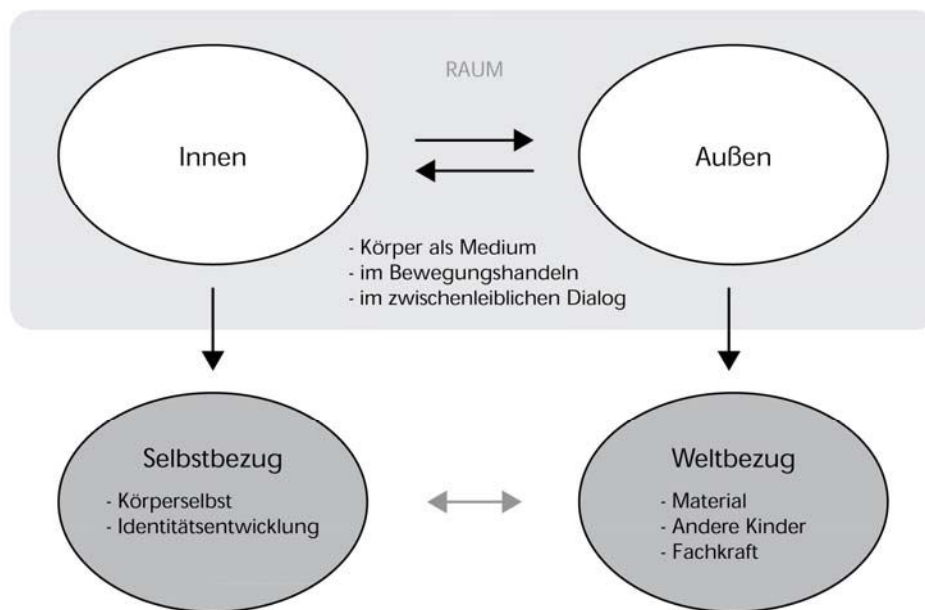 RAUM
Innen
Außen
- Körper als Medium
- im Bewegungshandeln
- im zwischenleiblichen Dialog
Selbstbezug
- Körperselbst
- Identitätsentwicklung
Weltbezug
- Material
- Andere Kinder
- Fachkraft